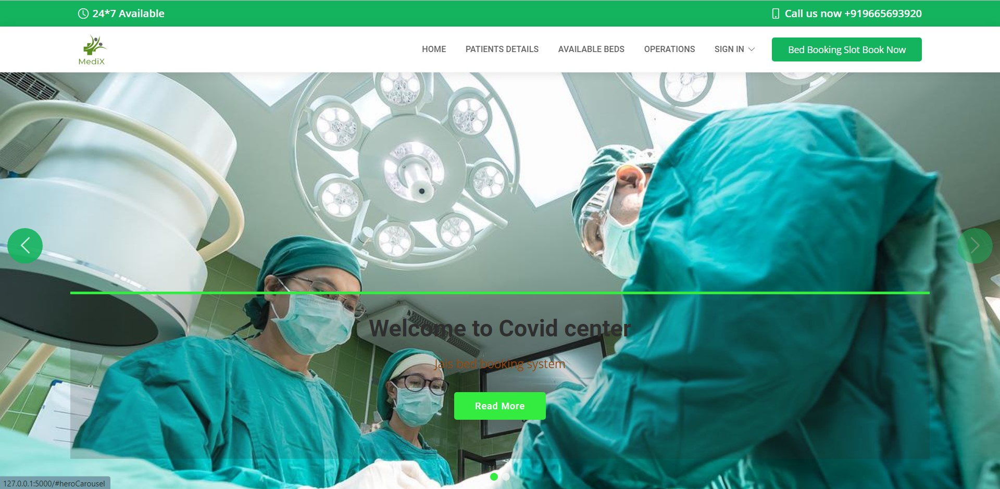 24*7 Available
Call us now +919665693920
MediX
HOME
PATIENTS DETAILS
AVAILABLE BEDS
OPERATIONS
SIGN IN
Bed Booking Slot Book Now
Welcome to Covid center
Jais bed booking system
Read More
127.0.0.1:5000/#heroCarousel